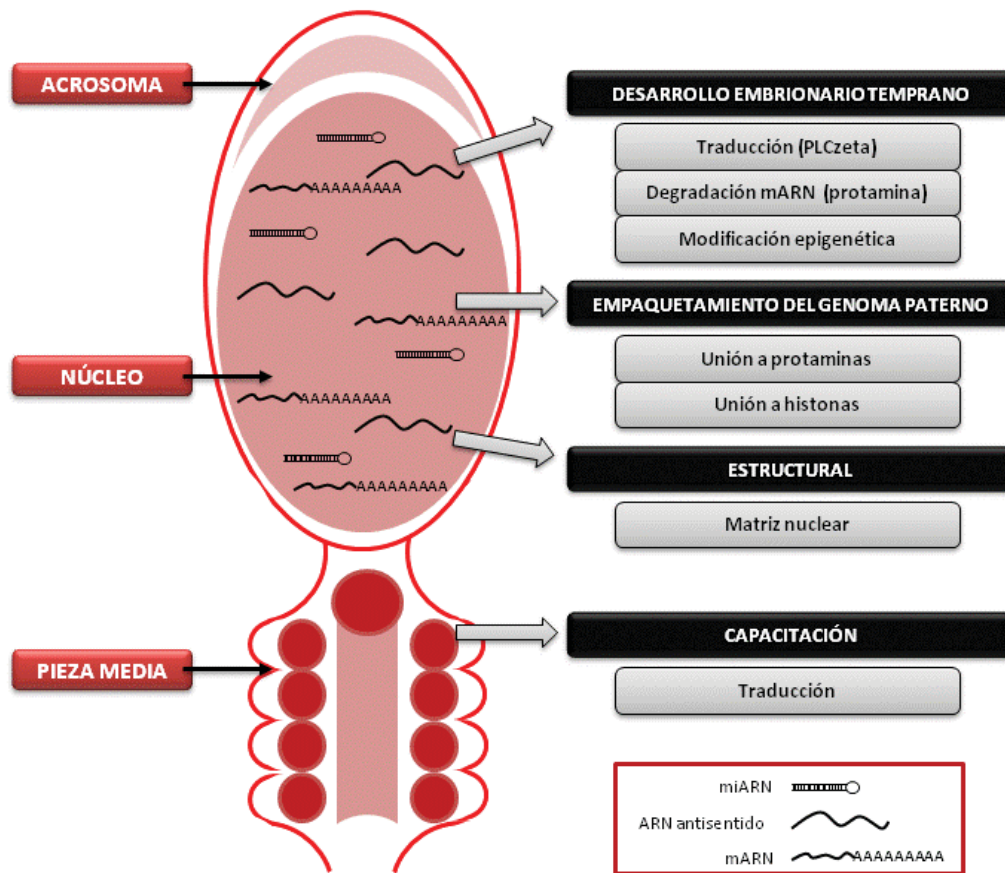 ACROSOMA
NÚCLEO
PIEZA MEDIA
AAAAAAAAA
AAAAAAAAA
AAAAAAAAA
AAAAAAAAA
DESARROLLO EMBRIONARIO TEMPRANO
Traducción (PLCzeta)
Degradación mARN (protamina)
Modificación epigenética
EMPAQUETAMIENTO DEL GENOMA PATERNO
Unión a protaminas
Unión a histonas
ESTRUCTURAL
Matriz nuclear
CAPACITACIÓN
Traducción
miARN
ARN antisentido
mARN AAAAAAAAA